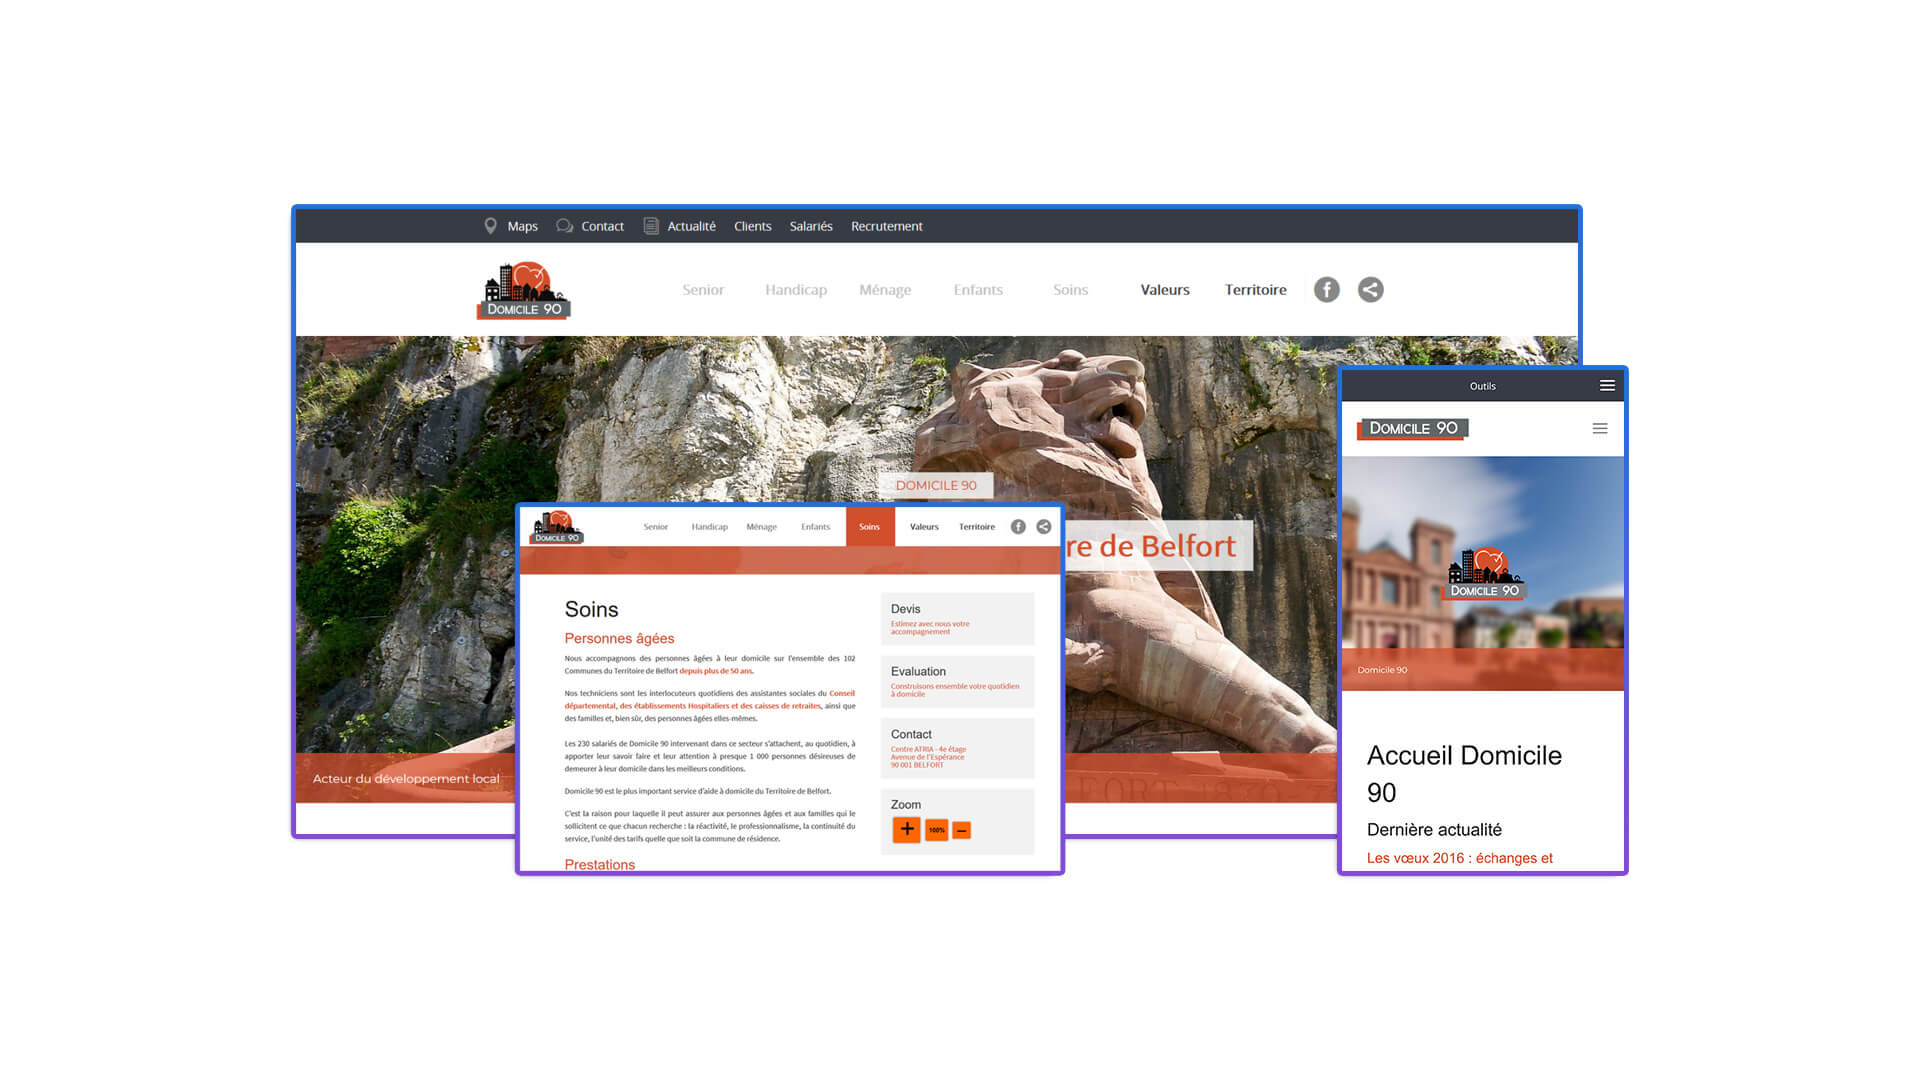 Maps Contact Actualité Clients Salariés Recrutement
DOMICILE 90
Senior Handicap Ménage Enfants Soins Valeurs Territoire
DOMICILE 90
re de Belfort
Acteur du développement local
DOMICILE 90
Senior Handicap Ménage Enfants Soins Valeurs Territoire
Soins
Personnes âgées
Nous accompagnons des personnes âgées à leur domicile sur l'ensemble des 102
Communes du Territoire de Belfort depuis plus de 50 ans.
Nos techniciens sont les interlocuteurs quotidiens des assistantes sociales du Conseil
départemental, des établissements Hospitaliers et des caisses de retraites, ainsi que
des familles et, bien sûr, des personnes âgées elles-mêmes.
Les 230 salariés de Domicile 90 intervenant dans ce secteur s'attachent, au quotidien, à
apporter leur savoir faire et leur attention à presque 1 000 personnes désireuses de
demeurer à leur domicile dans les meilleurs conditions.
Domicile 90 est le plus important service d'aide à domicile du Territoire de Belfort.
C'est la raison pour laquelle il peut assurer aux personnes âgées et aux familles qui le
sollicitent ce que chacun recherche : la réactivité, le professionnalisme, la continuité du
service, l'unité des tarifs quelle que soit la commune de résidence.
Prestations
Devis
Estimez avec nous votre
accompagnement
Evaluation
Construisons ensemble votre quotidien
à domicile
Contact
Centre ATRIA - 4e étage
Avenue de l'Espérance
90 001 BELFORT
Zoom
+ 100% −
Outils
DOMICILE 90
DOMICILE 90
Domicile 90
Accueil Domicile
90
Dernière actualité
Les vœux 2016 : échanges et